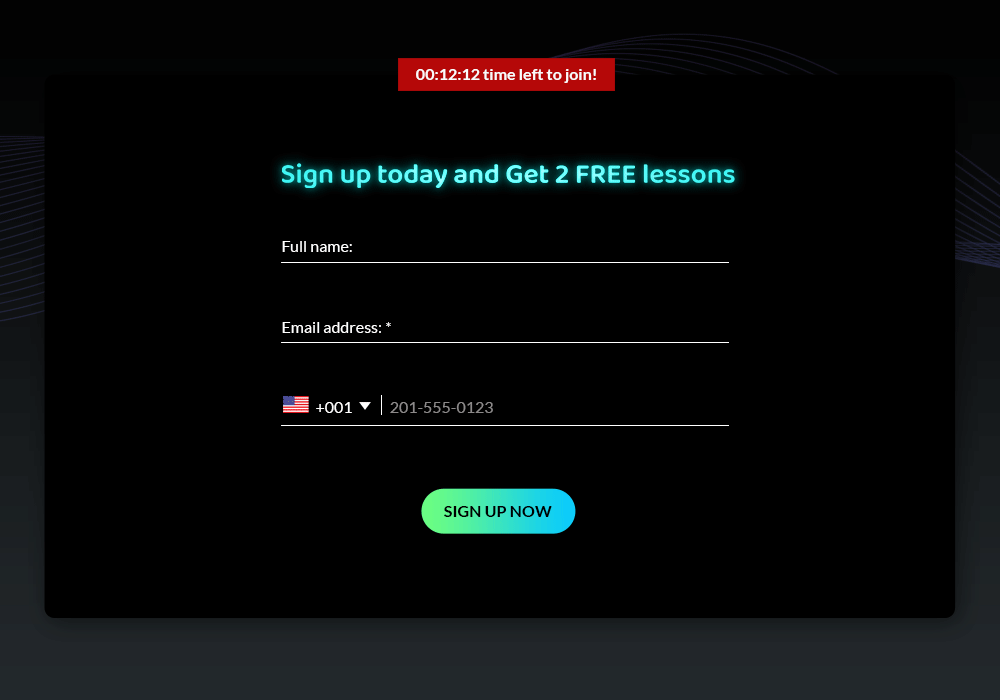 00:12:12 time left to join!
Sign up today and Get 2 FREE lessons
Full name:
Email address: *
+001 201-555-0123
SIGN UP NOW